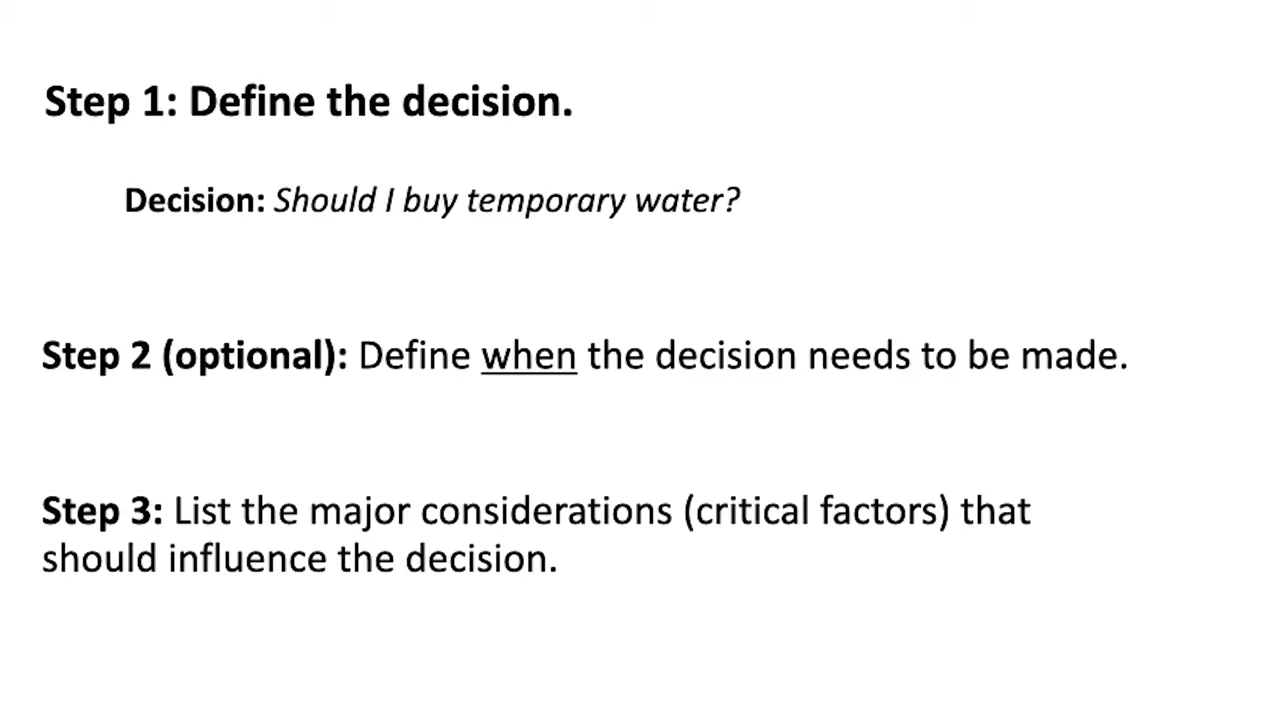 Step 1: Define the decision.
Decision: Should I buy temporary water?
Step 2 (optional): Define when the decision needs to be made.
Step 3: List the major considerations (critical factors) that
should influence the decision.